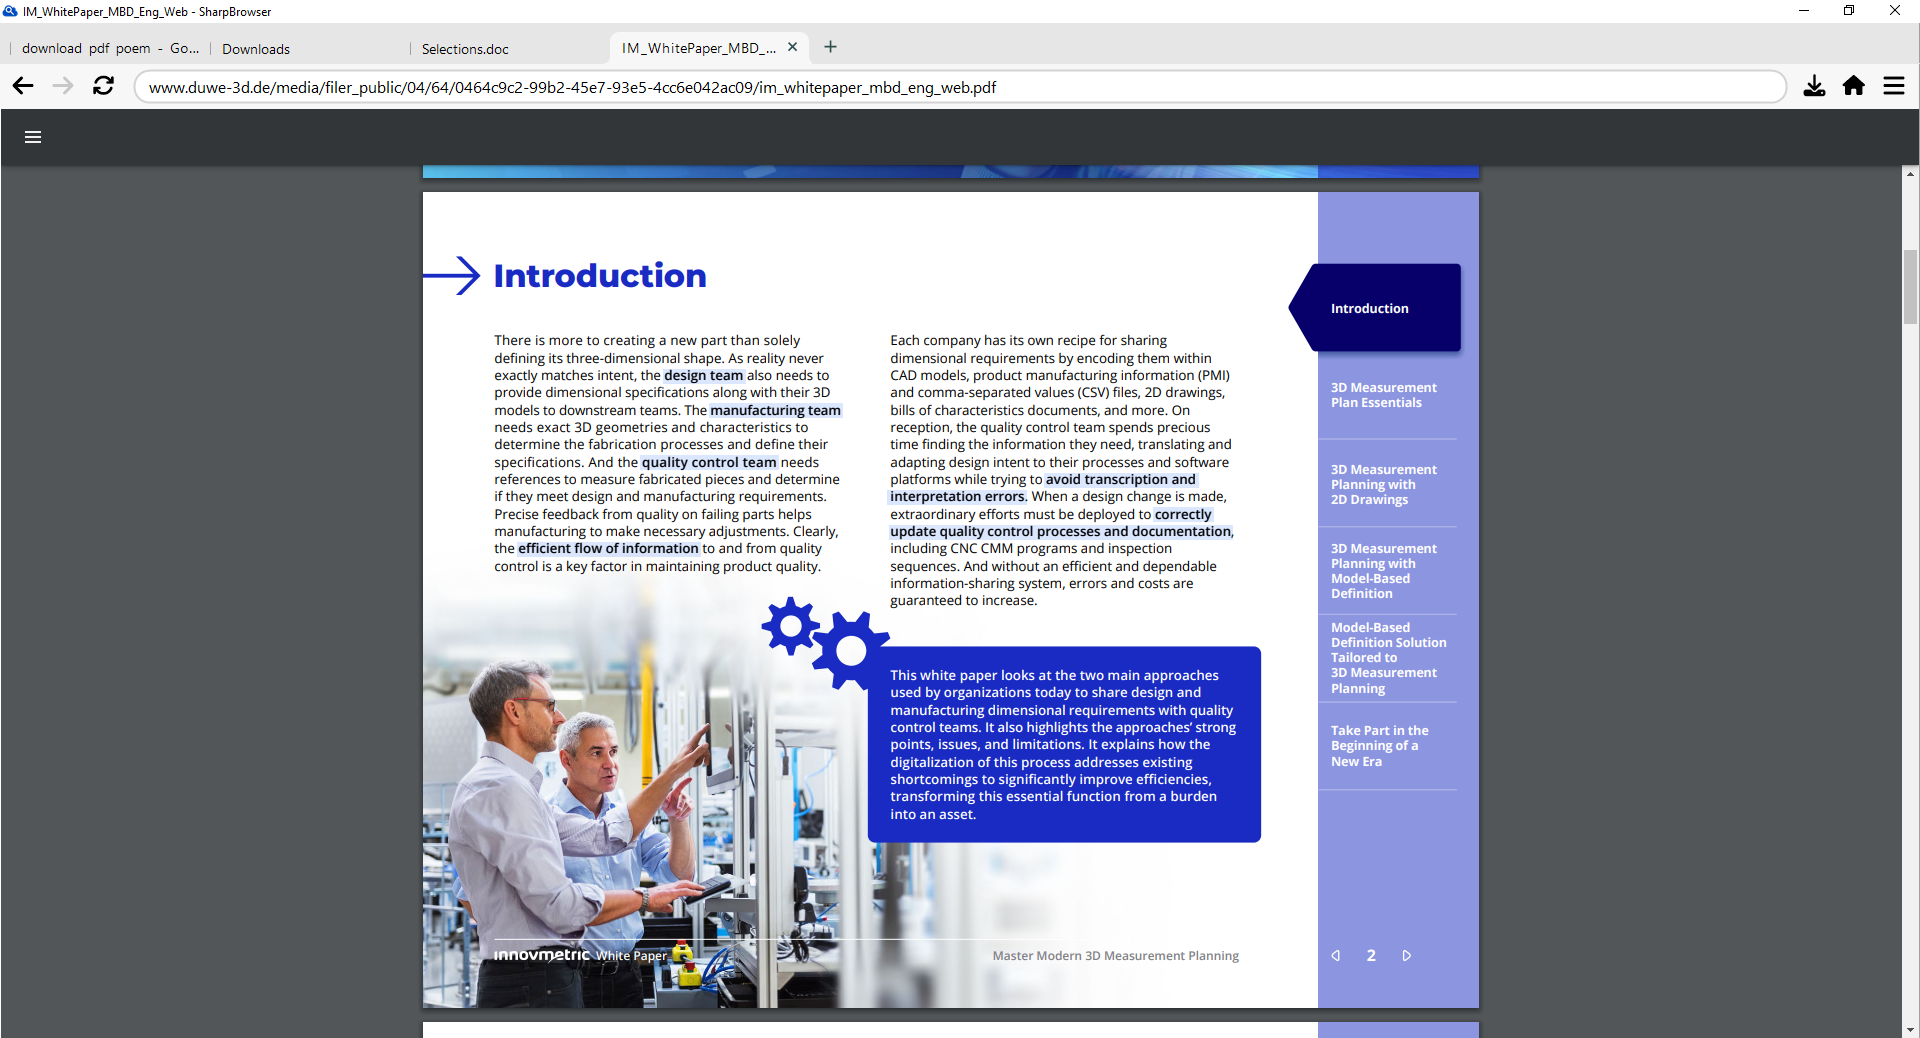 IM_WhitePaper_MBD_Eng_Web - SharpBrowser
download pdf poem - Go...
Downloads
Selections.doc
IM_WhitePaper_MBD_...
www.duwe-3d.de/media/filer_public/04/64/0464c9c2-99b2-45e7-93e5-4cc6e042ac09/im_whitepaper_mbd_eng_web.pdf
Introduction
There is more to creating a new part than solely
defining its three-dimensional shape. As reality never
exactly matches intent, the design team also needs to
provide dimensional specifications along with their 3D
models to downstream teams. The manufacturing team
needs exact 3D geometries and characteristics to
determine the fabrication processes and define their
specifications. And the quality control team needs
references to measure fabricated pieces and determine
if they meet design and manufacturing requirements.
Precise feedback from quality on failing parts helps
manufacturing to make necessary adjustments. Clearly,
the efficient flow of information to and from quality
control is a key factor in maintaining product quality.
Each company has its own recipe for sharing
dimensional requirements by encoding them within
CAD models, product manufacturing information (PMI)
and comma-separated values (CSV) files, 2D drawings,
bills of characteristics documents, and more. On
reception, the quality control team spends precious
time finding the information they need, translating and
adapting design intent to their processes and software
platforms while trying to avoid transcription and
interpretation errors. When a design change is made,
extraordinary efforts must be deployed to correctly
update quality control processes and documentation,
including CNC CMM programs and inspection
sequences. And without an efficient and dependable
information-sharing system, errors and costs are
guaranteed to increase.
This white paper looks at the two main approaches
used by organizations today to share design and
manufacturing dimensional requirements with quality
control teams. It also highlights the approaches' strong
points, issues, and limitations. It explains how the
digitalization of this process addresses existing
shortcomings to significantly improve efficiencies,
transforming this essential function from a burden
into an asset.
Introduction
3D Measurement
Plan Essentials
3D Measurement
Planning with
2D Drawings
3D Measurement
Planning with
Model-Based
Definition
Model-Based
Definition Solution
Tailored to
3D Measurement
Planning
Take Part in the
Beginning of a
New Era
innovmetric White Paper
Master Modern 3D Measurement Planning
2